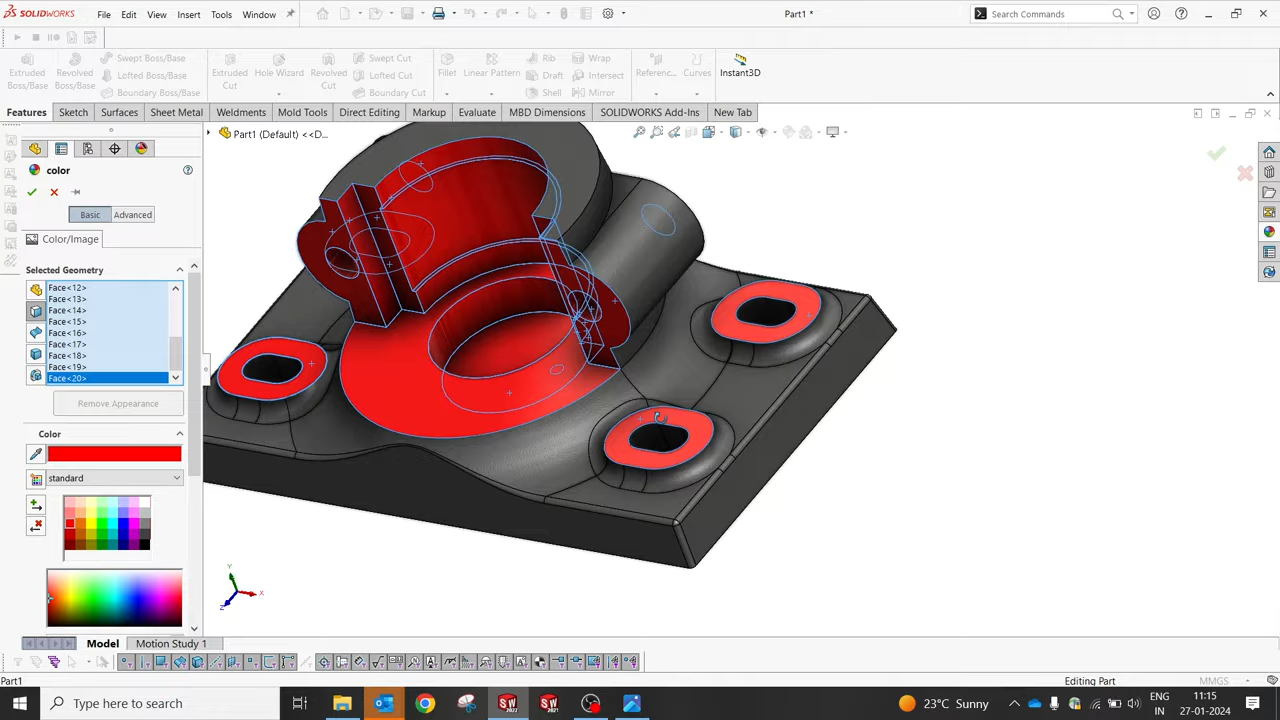 SOLIDWORKS File Edit View Insert Tools Window Part1 * Search Commands
Extruded Boss/Base
Revolved Boss/Base
Swept Boss/Base
Lofted Boss/Base
Boundary Boss/Base
Extruded Cut
Hole Wizard
Revolved Cut
Swept Cut
Lofted Cut
Boundary Cut
Fillet
Linear Pattern
Rib
Draft
Shell
Wrap
Intersect
Mirror
Referenc...
Curves
Instant3D
Features Sketch Surfaces Sheet Metal Weldments Mold Tools Direct Editing Markup Evaluate MBD Dimensions SOLIDWORKS Add-Ins New Tab
Part1 (Default) <<D...
color
Basic Advanced
Color/Image
Selected Geometry
Face<12>
Face<13>
Face<14>
Face<15>
Face<16>
Face<17>
Face<18>
Face<19>
Face<20>
Remove Appearance
Color
standard
Y
X
Z
Model Motion Study 1
Part1 Editing Part MMGS
Type here to search
SW 2022
SW 2021
23°C Sunny
ENG
IN
11:15
27-01-2024